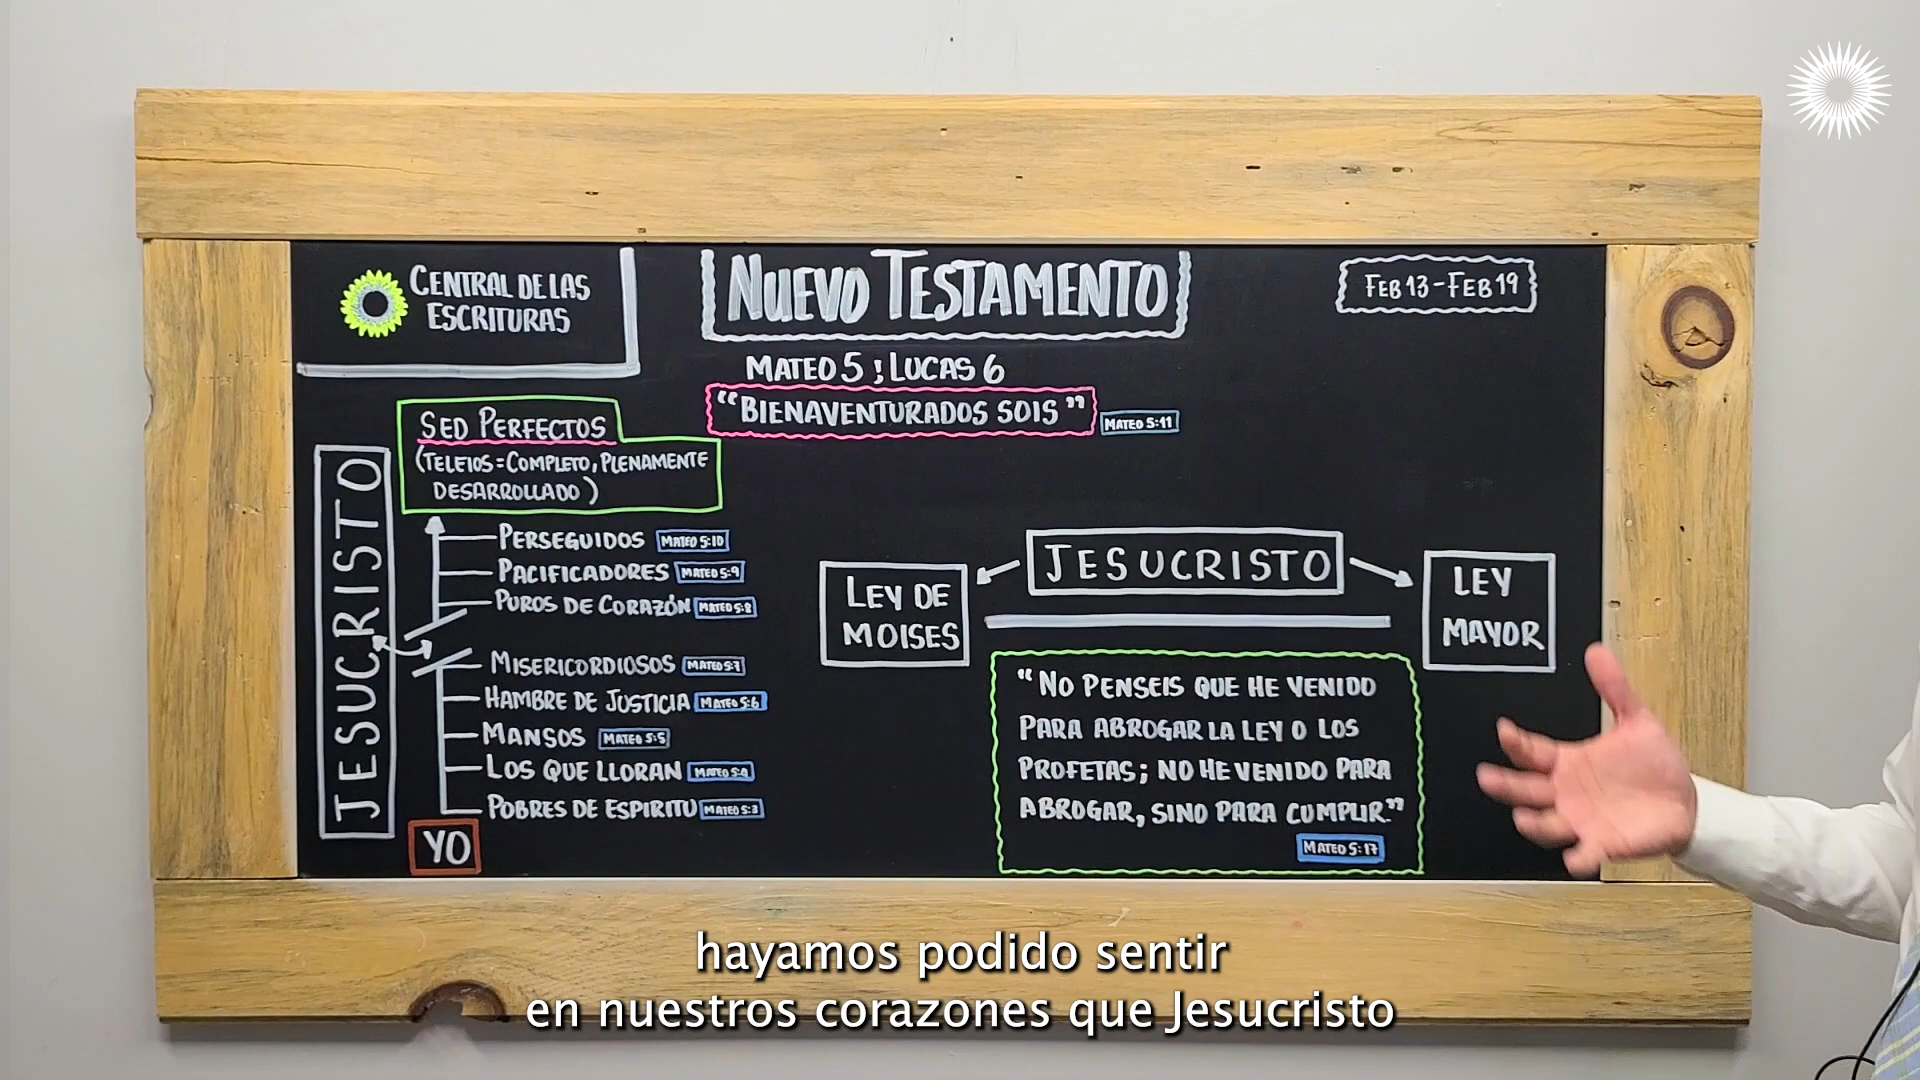 CENTRAL DE LAS
ESCRITURAS
NUEVO TESTAMENTO
FEB 13 - FEB 19
MATEO 5; LUCAS 6
"BIENAVENTURADOS SOIS"
MATEO 5:11
SED PERFECTOS
(TELEIOS = COMPLETO, PLENAMENTE
DESARROLLADO)
JESUCRISTO
PERSEGUIDOS MATEO 5:10
PACIFICADORES MATEO 5:9
PUROS DE CORAZÓN MATEO 5:8
MISERICORDIOSOS MATEO 5:7
HAMBRE DE JUSTICIA MATEO 5:6
MANSOS MATEO 5:5
LOS QUE LLORAN MATEO 5:4
POBRES DE ESPIRITU MATEO 5:3
YO
LEY DE
MOISES
JESUCRISTO
LEY
MAYOR
"NO PENSEIS QUE HE VENIDO
PARA ABROGAR LA LEY O LOS
PROFETAS; NO HE VENIDO PARA
ABROGAR, SINO PARA CUMPLIR."
MATEO 5:17
hayamos podido sentir
en nuestros corazones que Jesucristo